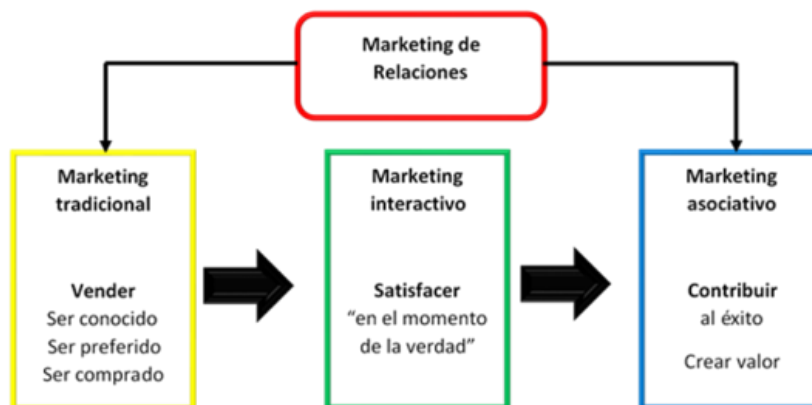 Marketing de
Relaciones
Marketing
tradicional
Vender
Ser conocido
Ser preferido
Ser comprado
Marketing
interactivo
Satisfacer
“en el momento
de la verdad”
Marketing
asociativo
Contribuir
al éxito
Crear valor